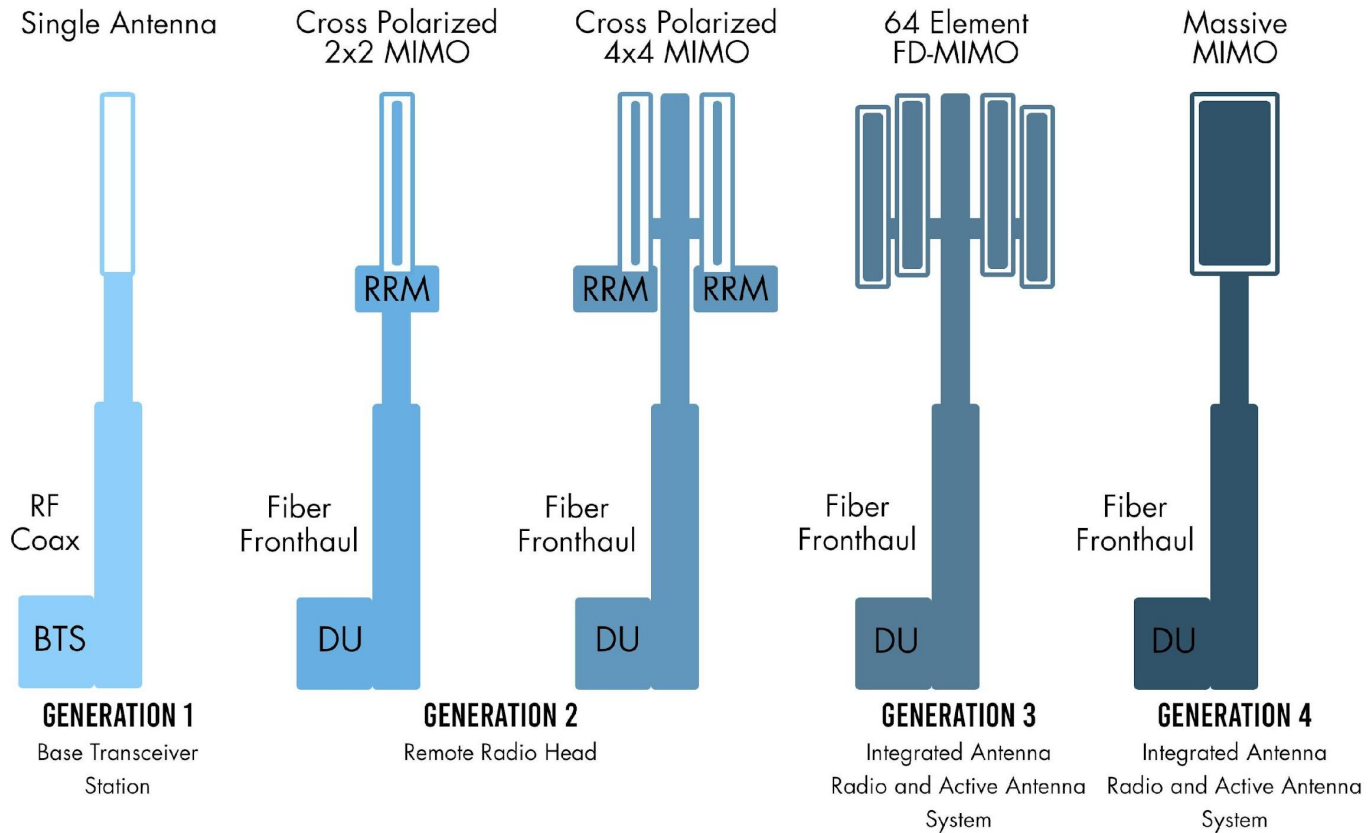 Single Antenna
Cross Polarized
2x2 MIMO
Cross Polarized
4x4 MIMO
64 Element
FD-MIMO
Massive
MIMO
RRM
RRM
RRM
RF
Coax
Fiber
Fronthaul
Fiber
Fronthaul
Fiber
Fronthaul
Fiber
Fronthaul
BTS
DU
DU
DU
DU
GENERATION 1
Base Transceiver
Station
GENERATION 2
Remote Radio Head
GENERATION 3
Integrated Antenna
Radio and Active Antenna
System
GENERATION 4
Integrated Antenna
Radio and Active Antenna
System